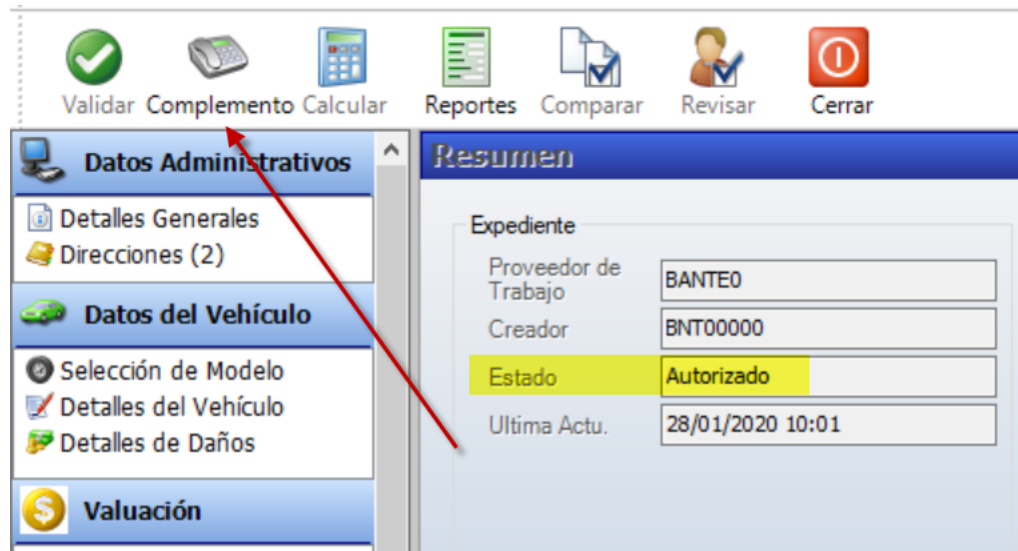 Validar Complemento Calcular Reportes Comparar Revisar Cerrar
Datos Administrativos
Detalles Generales
Direcciones (2)
Datos del Vehículo
Selección de Modelo
Detalles del Vehículo
Detalles de Daños
Valuación
Resumen
Expediente
Proveedor de
Trabajo
BANTE0
Creador
BNT00000
Estado
Autorizado
Ultima Actu.
28/01/2020 10:01